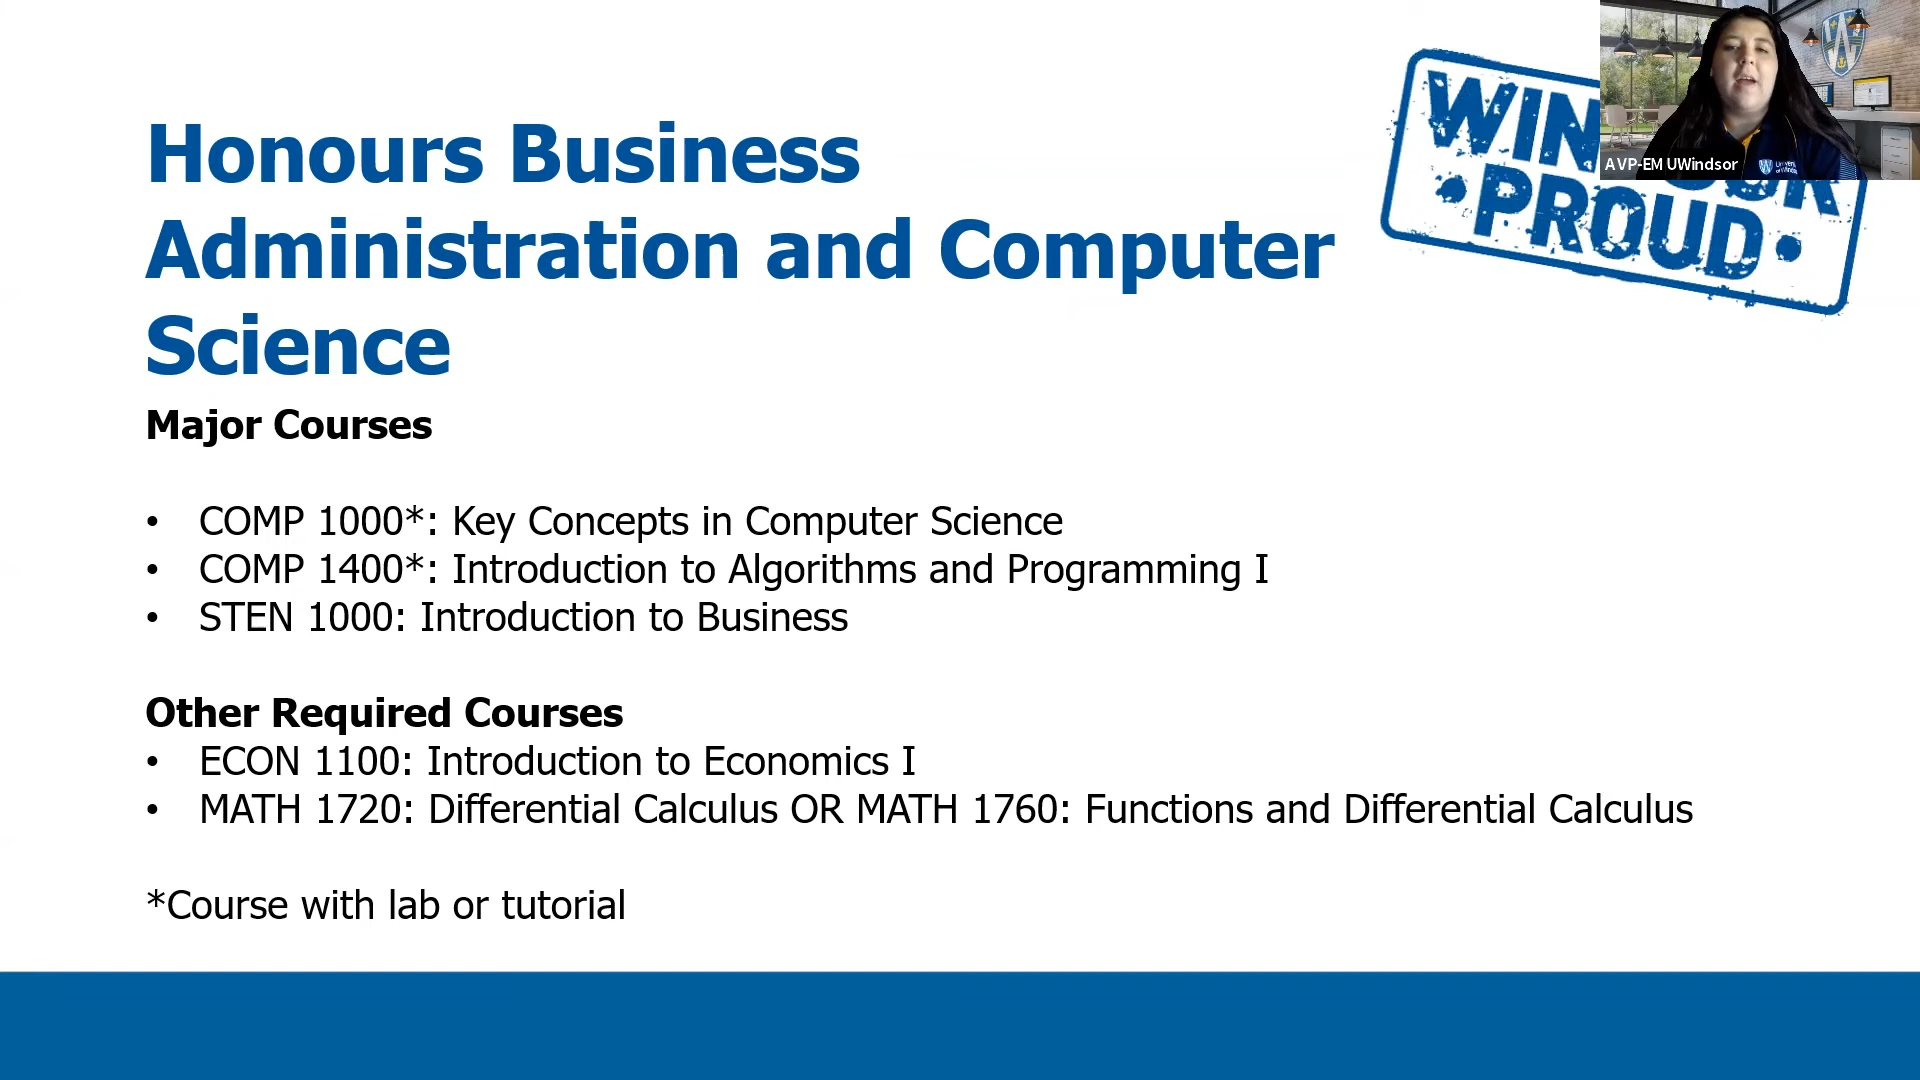 Honours Business
Administration and Computer
Science
WIN
PROUD
AVP-EM UWindsor
Major Courses
• COMP 1000*: Key Concepts in Computer Science
• COMP 1400*: Introduction to Algorithms and Programming I
• STEN 1000: Introduction to Business
Other Required Courses
• ECON 1100: Introduction to Economics I
• MATH 1720: Differential Calculus OR MATH 1760: Functions and Differential Calculus
*Course with lab or tutorial